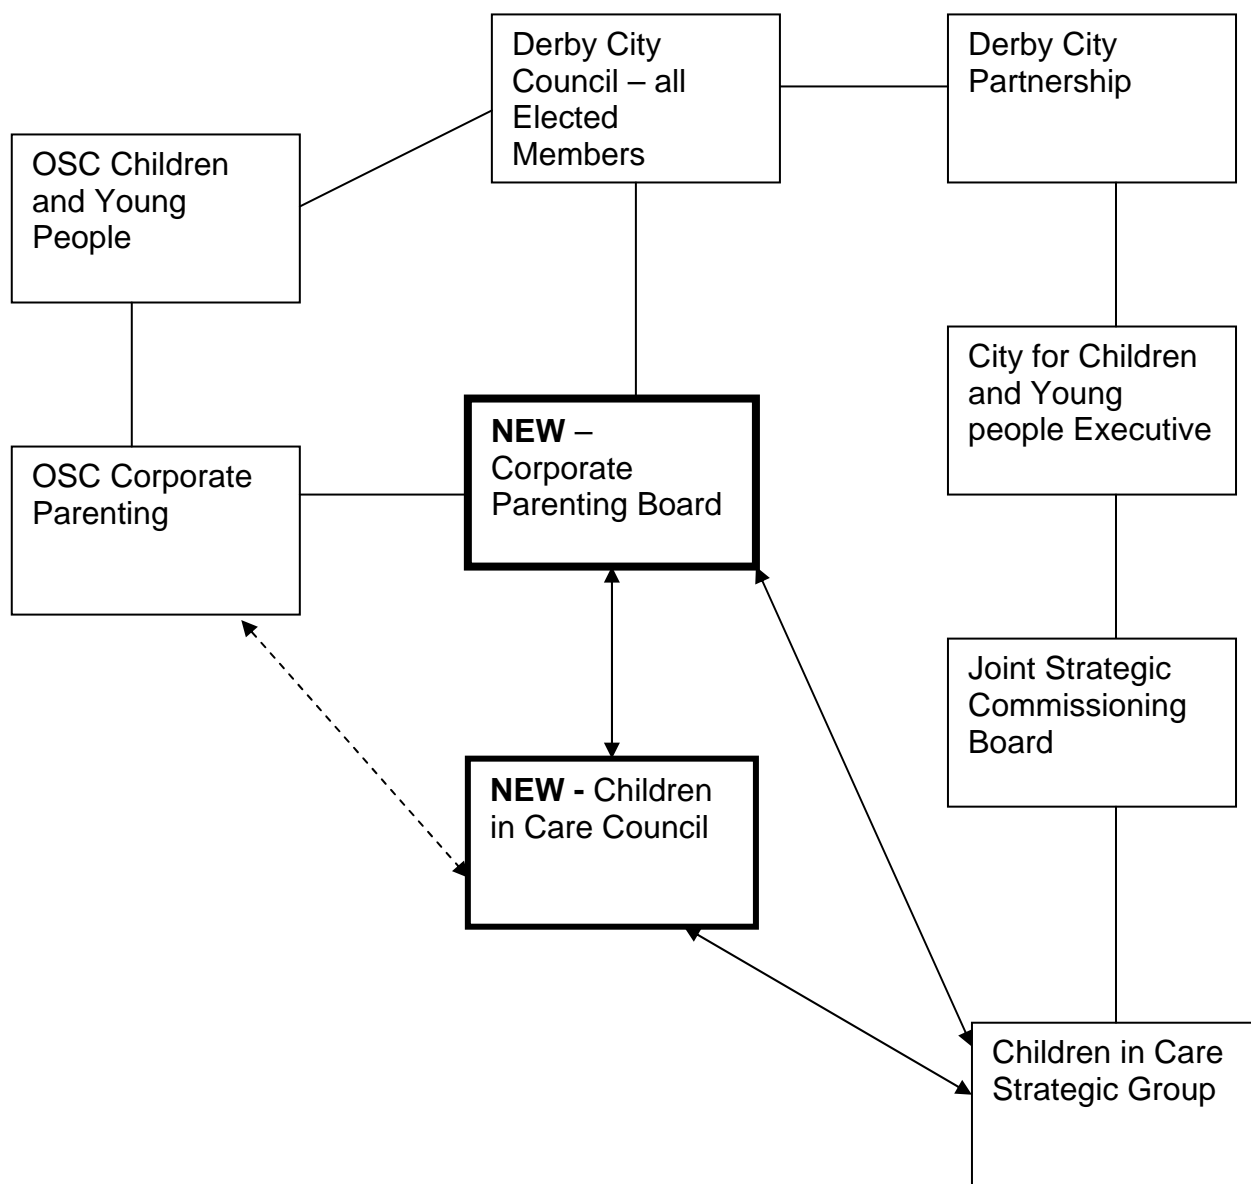 Derby City
Council – all
Elected
Members
Derby City
Partnership
OSC Children
and Young
People
City for Children
and Young
people Executive
NEW –
Corporate
Parenting Board
OSC Corporate
Parenting
Joint Strategic
Commissioning
Board
NEW - Children
in Care Council
Children in Care
Strategic Group